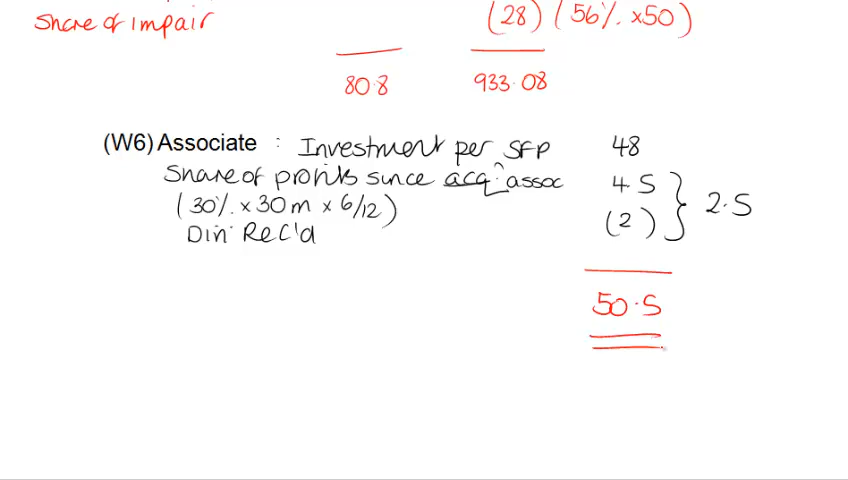 Share of impair (28) (56% x50)
80.8 933.08
(W6) Associate : Investment per SFP 48
Share of profits since acq? assoc 4.5
(30% x 30m x 6/12) } 2.5
Div. Rec'd (2)
50.5